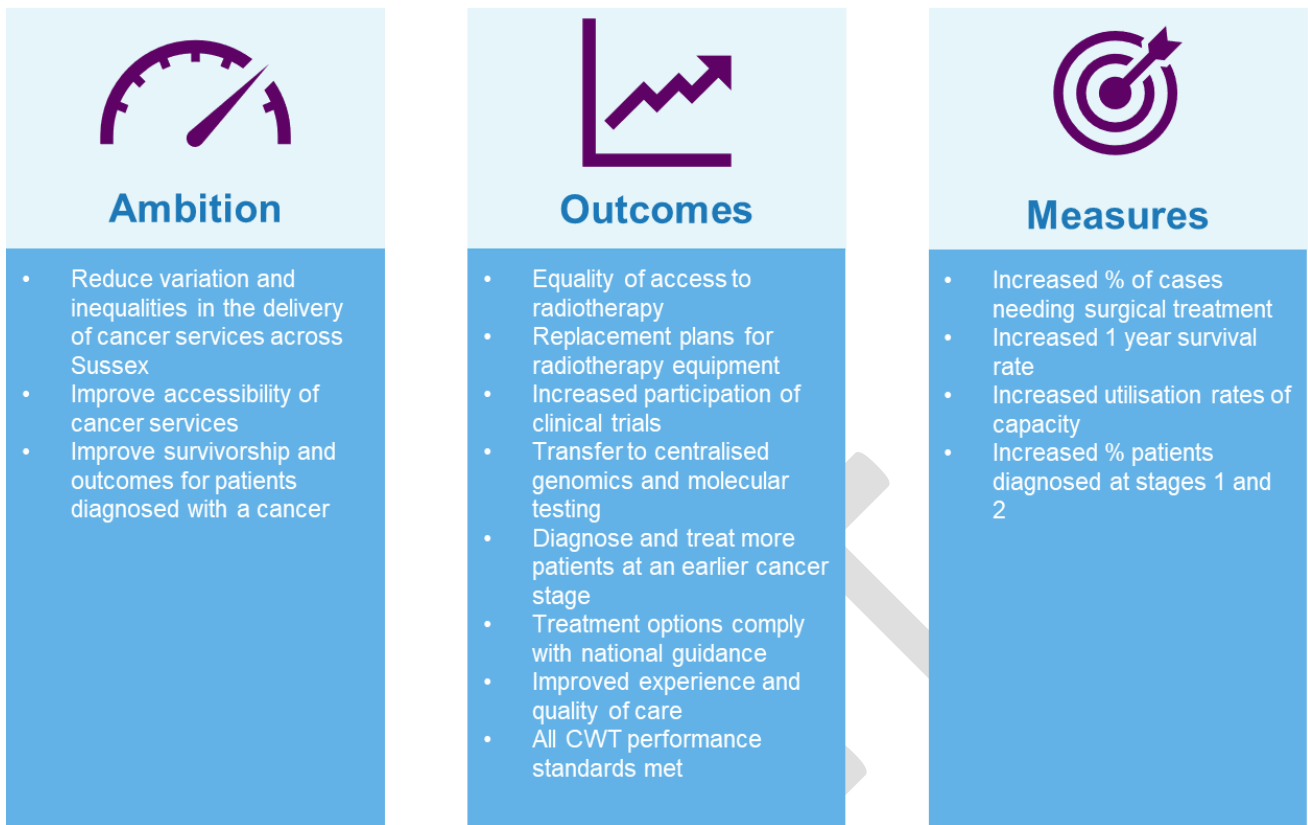 Ambition
• Reduce variation and
inequalities in the delivery
of cancer services across
Sussex
• Improve accessibility of
cancer services
• Improve survivorship and
outcomes for patients
diagnosed with a cancer
Outcomes
• Equality of access to
radiotherapy
• Replacement plans for
radiotherapy equipment
• Increased participation of
clinical trials
• Transfer to centralised
genomics and molecular
testing
• Diagnose and treat more
patients at an earlier cancer
stage
• Treatment options comply
with national guidance
• Improved experience and
quality of care
• All CWT performance
standards met
Measures
• Increased % of cases
needing surgical treatment
• Increased 1 year survival
rate
• Increased utilisation rates of
capacity
• Increased % patients
diagnosed at stages 1 and
2